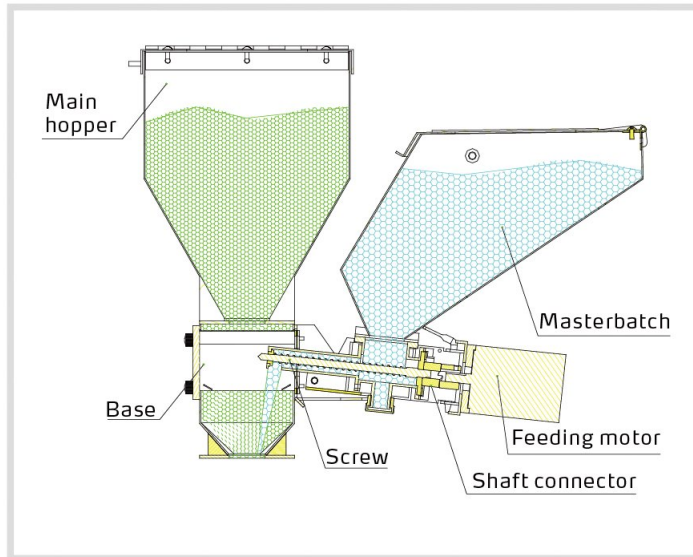 Main
hopper
Masterbatch
Base
Feeding motor
Screw
Shaft connector